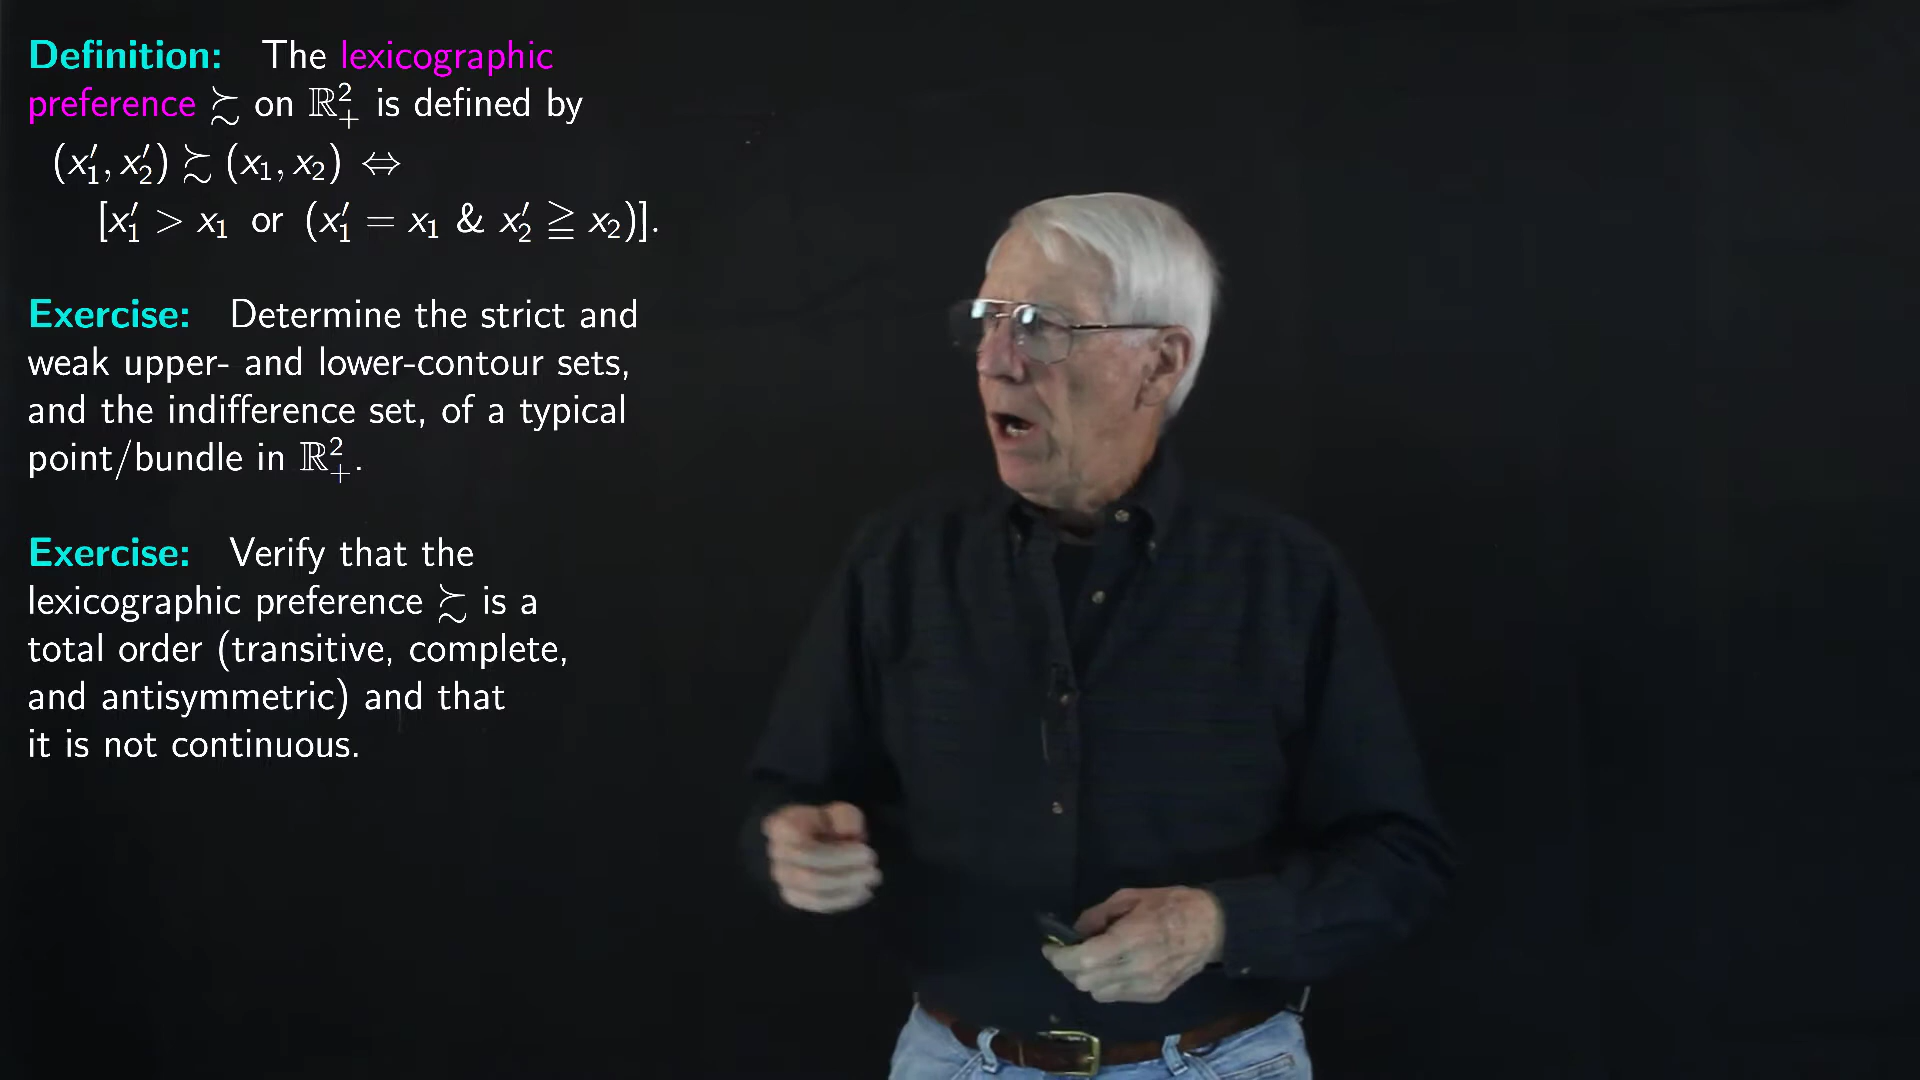 Definition: The lexicographic
preference ≿ on ℝ²₊ is defined by
(x′₁, x′₂) ≿ (x₁, x₂) ⇔
[x′₁ > x₁ or (x′₁ = x₁ & x′₂ ≧ x₂)].
Exercise: Determine the strict and
weak upper- and lower-contour sets,
and the indifference set, of a typical
point/bundle in ℝ²₊.
Exercise: Verify that the
lexicographic preference ≿ is a
total order (transitive, complete,
and antisymmetric) and that
it is not continuous.